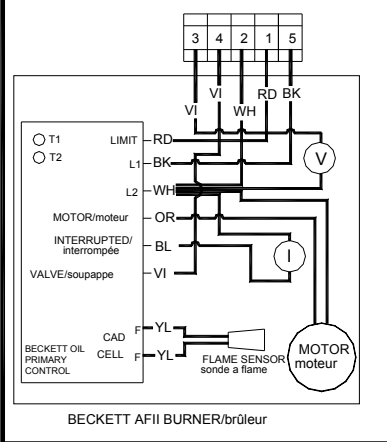 3 4 2 1 5
VI RD BK
VI WH
T1
T2
LIMIT RD
L1 BK
L2 WH
MOTOR/moteur OR
INTERRUPTED/
interrompée
BL
VALVE/soupappe VI
V
I
F YL
CAD
CELL
F YL
BECKETT OIL
PRIMARY
CONTROL
FLAME SENSOR
sonde a flame
MOTOR
moteur
BECKETT AFII BURNER/brûleur